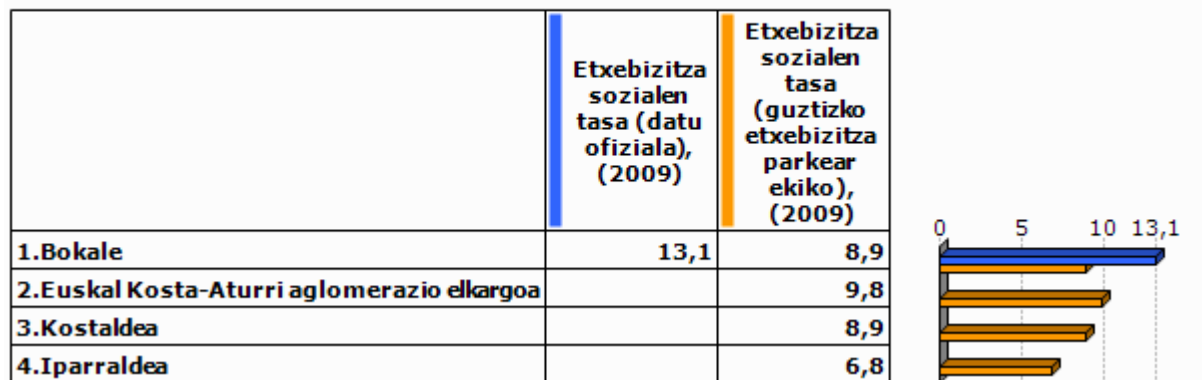 Etxebizitza
sozialen
tasa (datu
ofiziala),
(2009)
Etxebizitza
sozialen
tasa
(guztizko
etxebizitza
parkear
ekiko),
(2009)
0 5 10 13,1
1.Bokale 13,1 8,9
2.Euskal Kosta-Aturri aglomerazio elkargoa 9,8
3.Kostaldea 8,9
4.Iparraldea 6,8